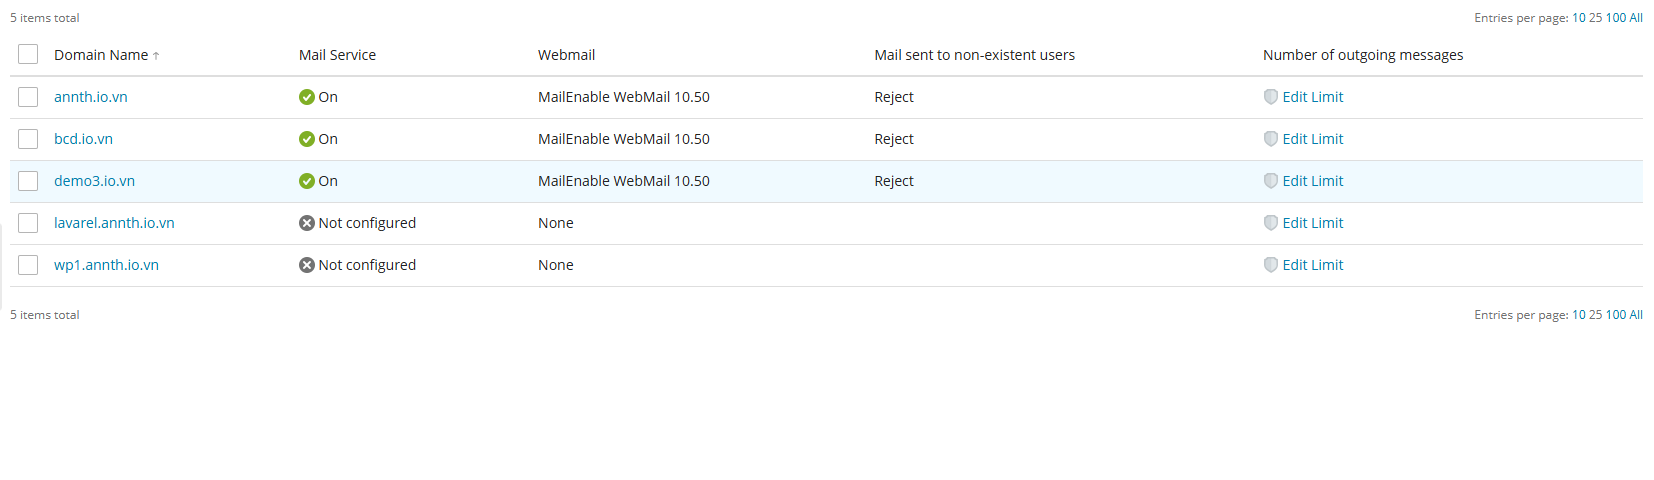 5 items total Entries per page: 10 25 100 All
Domain Name ↑ Mail Service Webmail Mail sent to non-existent users Number of outgoing messages
annth.io.vn On MailEnable WebMail 10.50 Reject Edit Limit
bcd.io.vn On MailEnable WebMail 10.50 Reject Edit Limit
demo3.io.vn On MailEnable WebMail 10.50 Reject Edit Limit
lavarel.annth.io.vn Not configured None Edit Limit
wp1.annth.io.vn Not configured None Edit Limit
5 items total Entries per page: 10 25 100 All